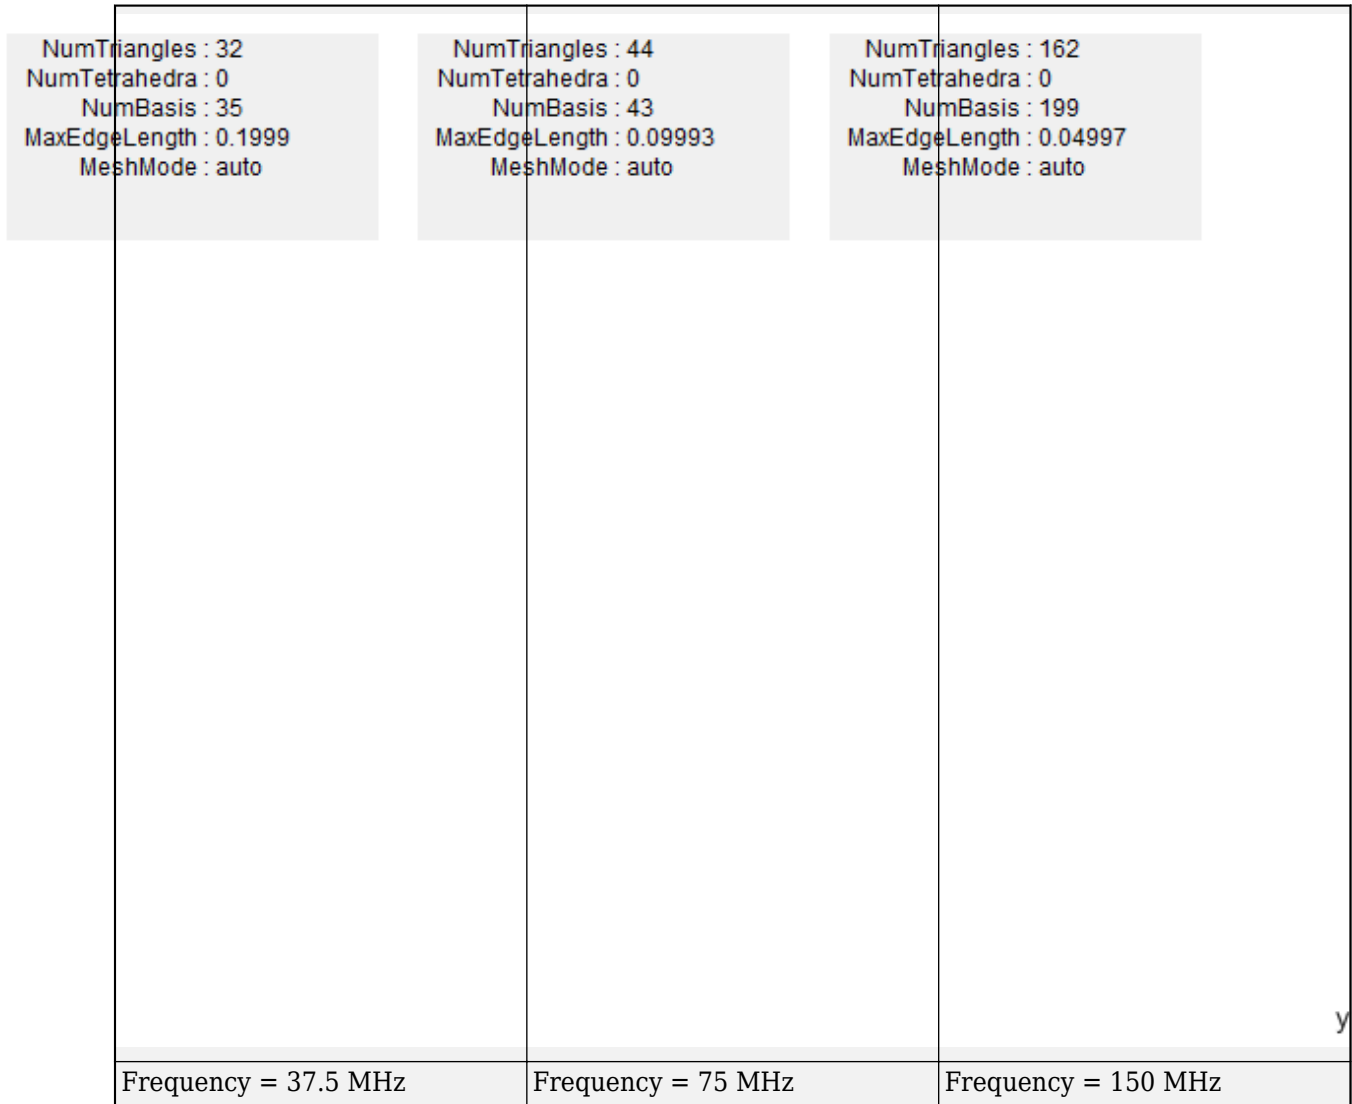 NumTriangles : 32
NumTetrahedra : 0
NumBasis : 35
MaxEdgeLength : 0.1999
MeshMode : auto
NumTriangles : 44
NumTetrahedra : 0
NumBasis : 43
MaxEdgeLength : 0.09993
MeshMode : auto
NumTriangles : 162
NumTetrahedra : 0
NumBasis : 199
MaxEdgeLength : 0.04997
MeshMode : auto
y
Frequency = 37.5 MHz
Frequency = 75 MHz
Frequency = 150 MHz